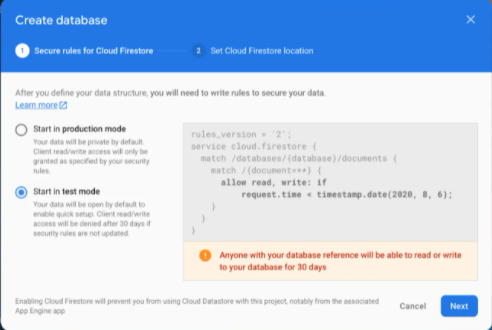 Create database
1 Secure rules for Cloud Firestore
2 Set Cloud Firestore location
After you define your data structure, you will need to write rules to secure your data.
Learn more
Start in production mode
Your data will be private by default.
Client read/write access will only be
granted as specified by your security
rules.
Start in test mode
Your data will be open by default to
enable quick setup. Client read/write
access will be denied after 30 days if
security rules are not updated.
rules_version = '2';
service cloud.firestore {
match /databases/{database}/documents {
match /{document=**} {
allow read, write: if
request.time < timestamp.date(2020, 8, 6);
}
}
}
Anyone with your database reference will be able to read or write
to your database for 30 days
Enabling Cloud Firestore will prevent you from using Cloud Datastore with this project, notably from the associated
App Engine app
Cancel
Next